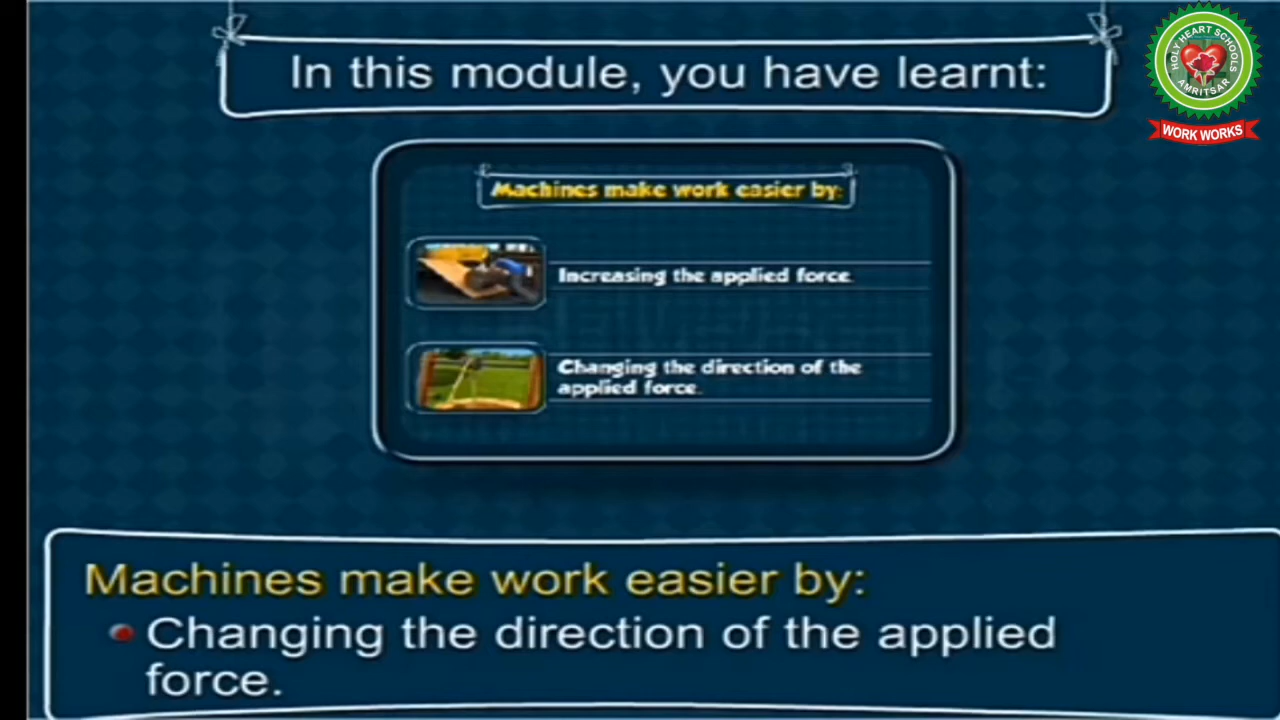 In this module, you have learnt:
HOLY HEART SCHOOLS
AMRITSAR
WORK WORKS
Machines make work easier by:
Increasing the applied force.
Changing the direction of the
applied force.
Machines make work easier by:
Changing the direction of the applied
force.